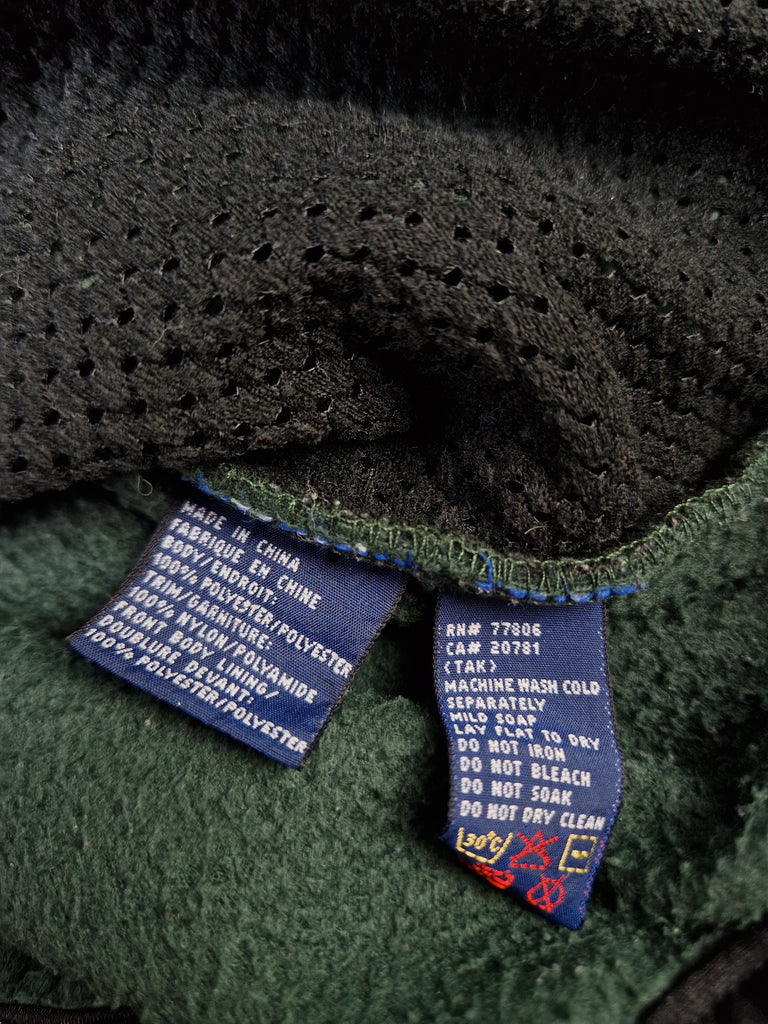 MADE IN CHINA
FABRIQUE EN CHINE
BODY/ENDROIT:
100% POLYESTER/POLYESTER
TRIM/GARNITURE:
100% NYLON/POLYAMIDE
FRONT BODY LINING/
DOUBLURE DEVANT:
100% POLYESTER/POLYESTER
RN# 77806
CA# 20781
(TAK)
MACHINE WASH COLD
SEPARATELY
MILD SOAP
LAY FLAT TO DRY
DO NOT IRON
DO NOT BLEACH
DO NOT SOAK
DO NOT DRY CLEAN
30°C